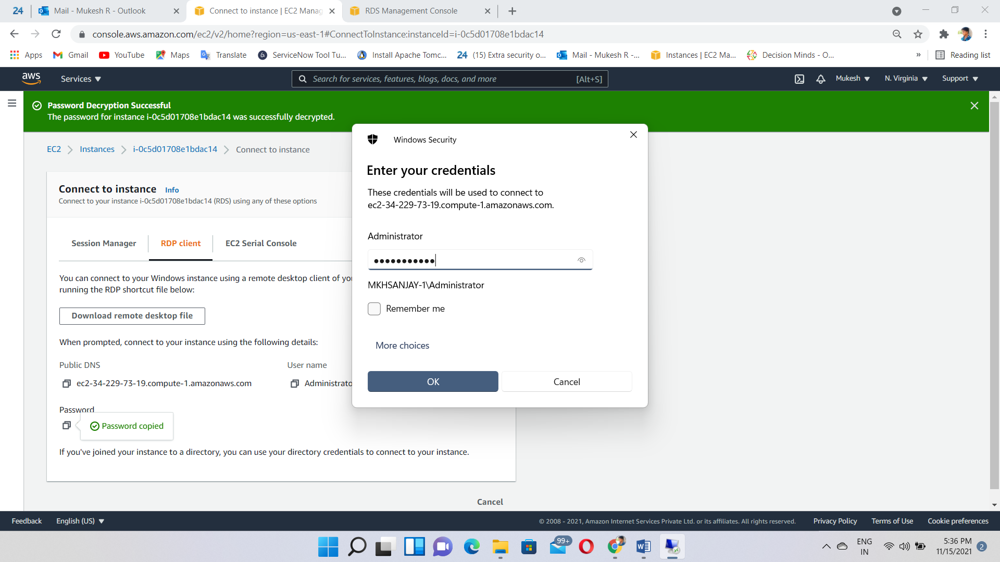 24
Mail - Mukesh R - Outlook
Connect to instance | EC2 Manag
RDS Management Console
console.aws.amazon.com/ec2/v2/home?region=us-east-1#ConnectToInstance:instanceId=i-0c5d01708e1bdac14
Apps
Gmail
YouTube
Maps
Translate
ServiceNow Tool Tu...
Install Apache Tomc...
24 (15) Extra security o...
Mail - Mukesh R -...
Instances | EC2 Ma...
Decision Minds - O...
»
Reading list
aws
Services
Search for services, features, blogs, docs, and more
[Alt+S]
Mukesh
N. Virginia
Support
Password Decryption Successful
The password for instance i-0c5d01708e1bdac14 was successfully decrypted.
EC2
Instances
i-0c5d01708e1bdac14
Connect to instance
Connect to instance
Info
Connect to your instance i-0c5d01708e1bdac14 (RDS) using any of these options
Session Manager
RDP client
EC2 Serial Console
You can connect to your Windows instance using a remote desktop client of you
running the RDP shortcut file below:
Download remote desktop file
When prompted, connect to your instance using the following details:
Public DNS
User name
ec2-34-229-73-19.compute-1.amazonaws.com
Administrato
Password
Password copied
If you've joined your instance to a directory, you can use your directory credentials to connect to your instance.
Cancel
Windows Security
Enter your credentials
These credentials will be used to connect to
ec2-34-229-73-19.compute-1.amazonaws.com.
Administrator
•••••••••••
MKHSANJAY-1\Administrator
Remember me
More choices
OK
Cancel
Feedback
English (US)
© 2008 - 2021, Amazon Internet Services Private Ltd. or its affiliates. All rights reserved.
Privacy Policy
Terms of Use
Cookie preferences
99+
ENG
IN
5:36 PM
11/15/2021
2